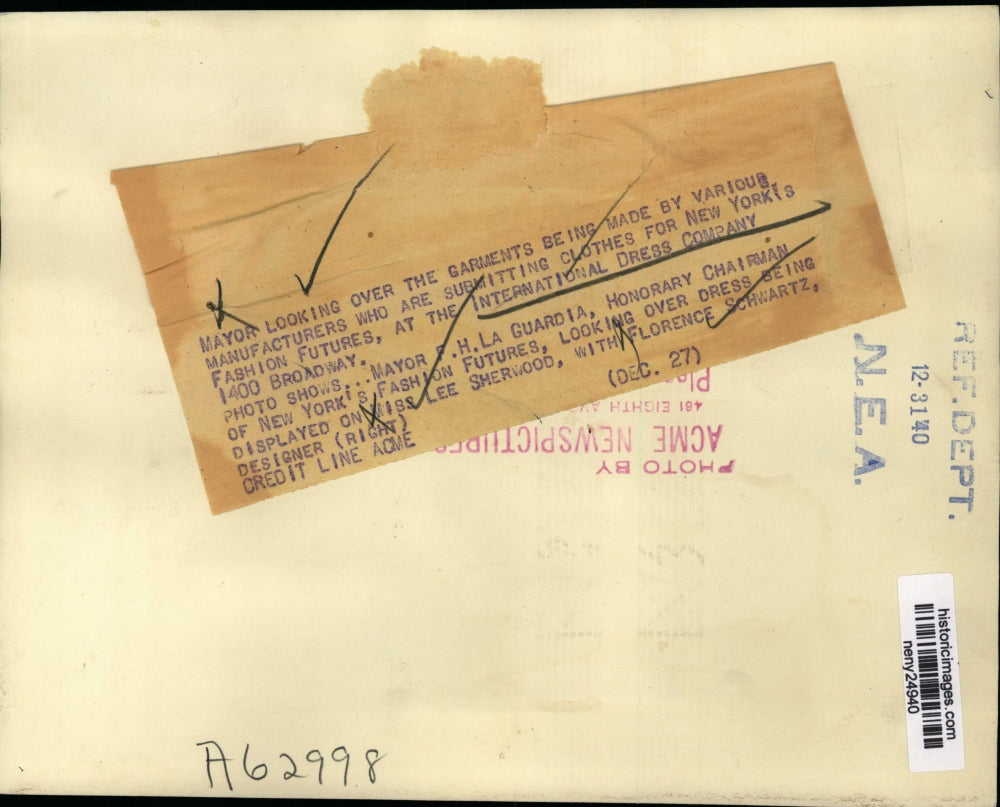 MAYOR LOOKING OVER THE GARMENTS BEING MADE BY VARIOUS
MANUFACTURERS WHO ARE SUBMITTING CLOTHES FOR NEW YORK'S
FASHION FUTURES, AT THE INTERNATIONAL DRESS COMPANY
1400 BROADWAY.
PHOTO SHOWS...MAYOR F.H.LA GUARDIA, HONORARY CHAIRMAN
OF NEW YORK'S FASHION FUTURES, LOOKING OVER DRESS BEING
DISPLAYED ON MISS LEE SHERWOOD, WITH FLORENCE SCHWARTZ,
DESIGNER (RIGHT) (DEC. 27)
CREDIT LINE ACME
PHOTO BY
ACME NEWSPICTURES
461 EIGHTH AVE
REF. DEPT.
12-31 40
N.E.A.
historicimages.com
neny24940
A62998